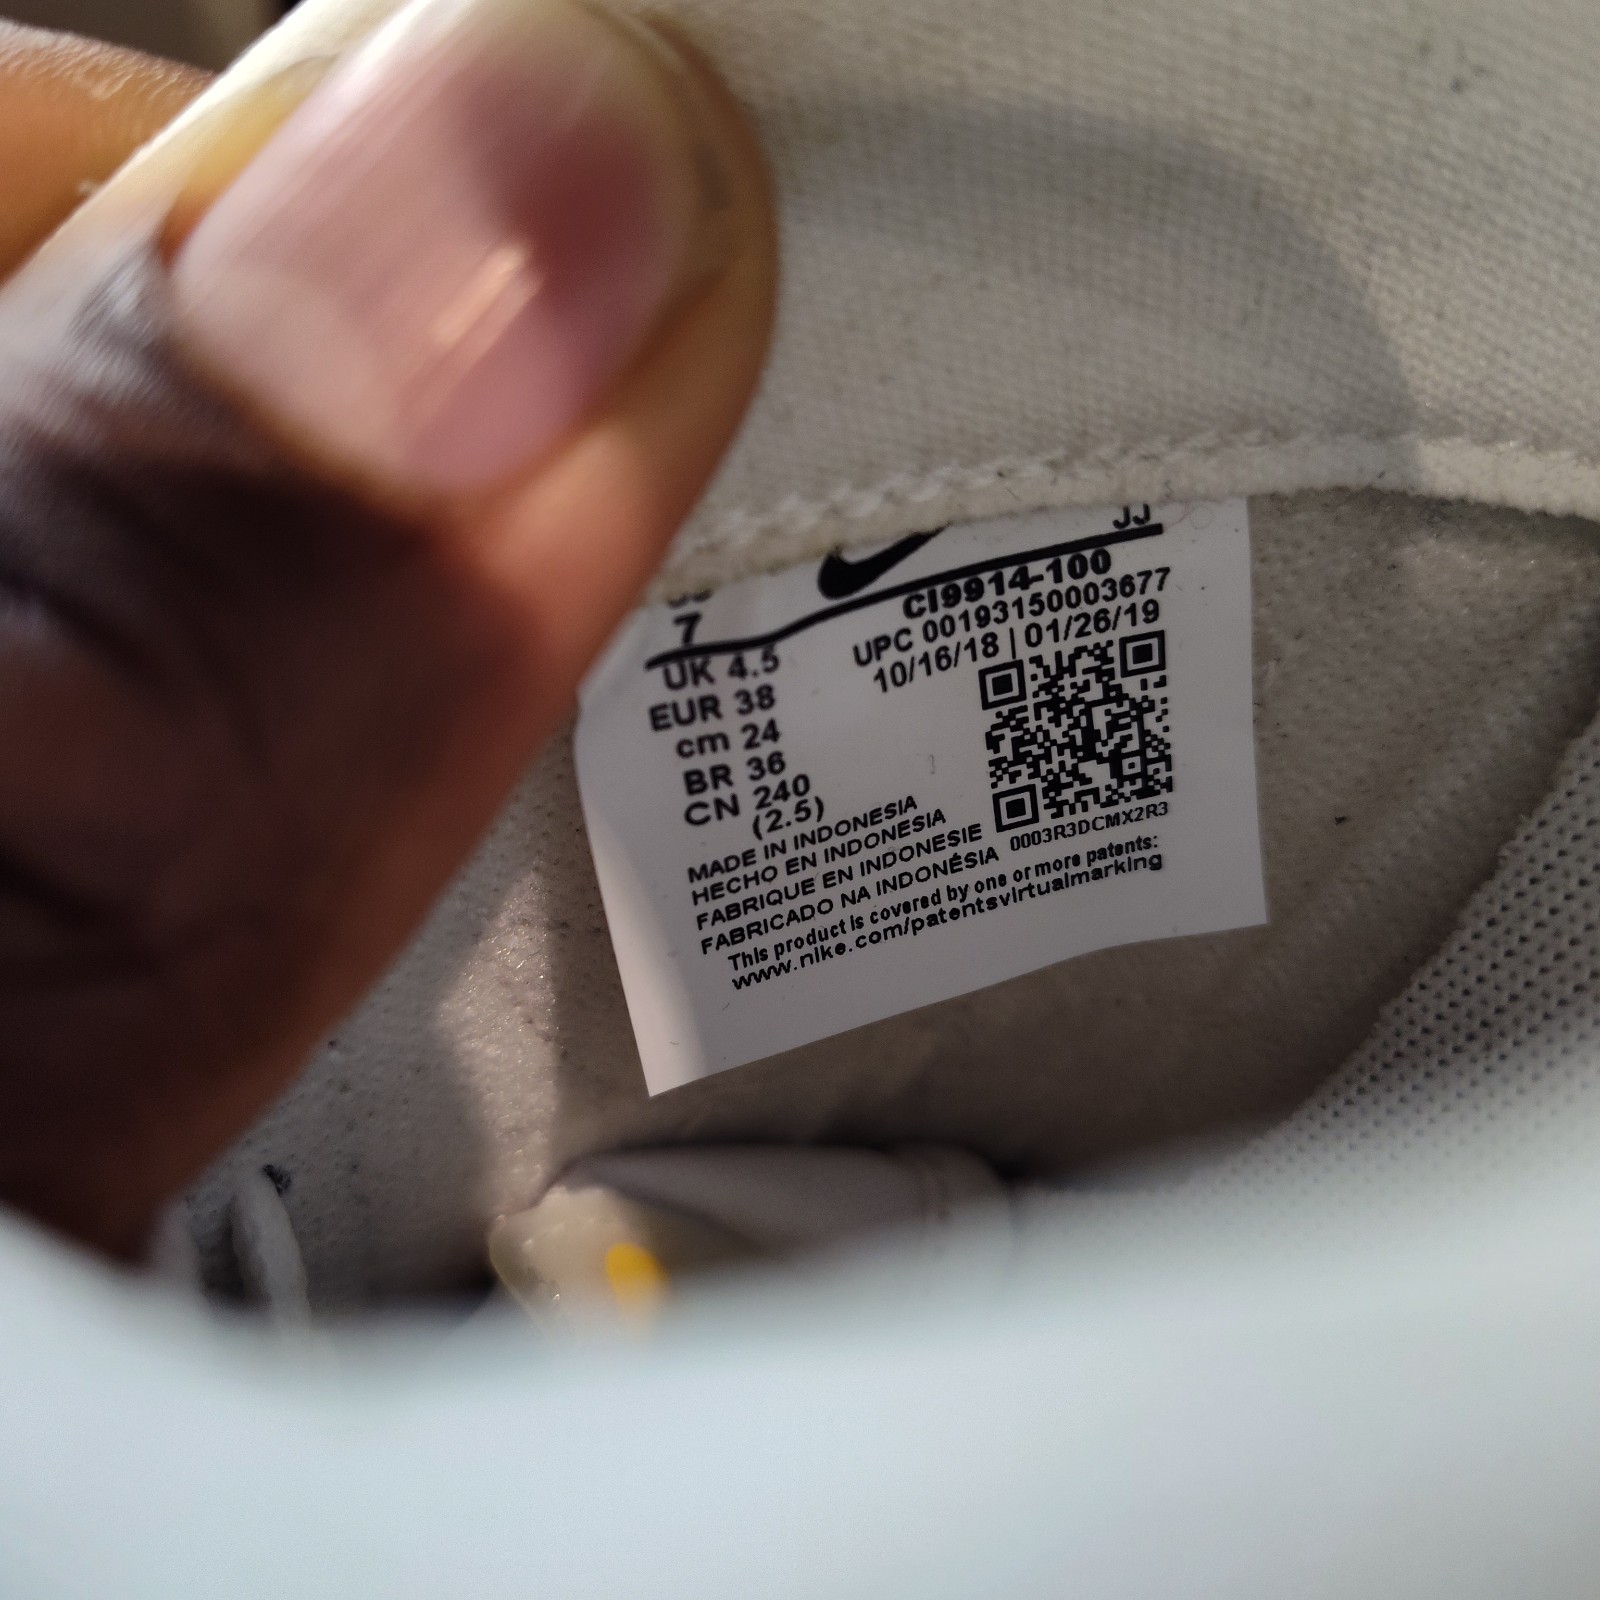 JJ
7
UK 4.5
EUR 38
cm 24
BR 36
CN 240
(2.5)
CI9914-100
UPC 00193150003677
10/16/18 | 01/26/19
0003R3DCMX2R3
MADE IN INDONESIA
HECHO EN INDONESIA
FABRIQUE EN INDONESIE
FABRICADO NA INDONÉSIA
This product is covered by one or more patents:
www.nike.com/patentsvirtualmarking